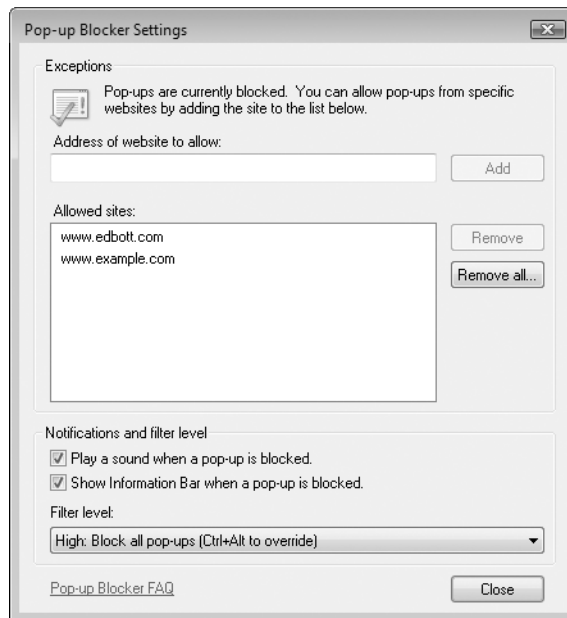 Pop-up Blocker Settings
Exceptions
Pop-ups are currently blocked. You can allow pop-ups from specific
websites by adding the site to the list below.
Address of website to allow:
Add
Allowed sites:
www.edbott.com
www.example.com
Remove
Remove all...
Notifications and filter level
Play a sound when a pop-up is blocked.
Show Information Bar when a pop-up is blocked.
Filter level:
High: Block all pop-ups (Ctrl+Alt to override)
Pop-up Blocker FAQ
Close